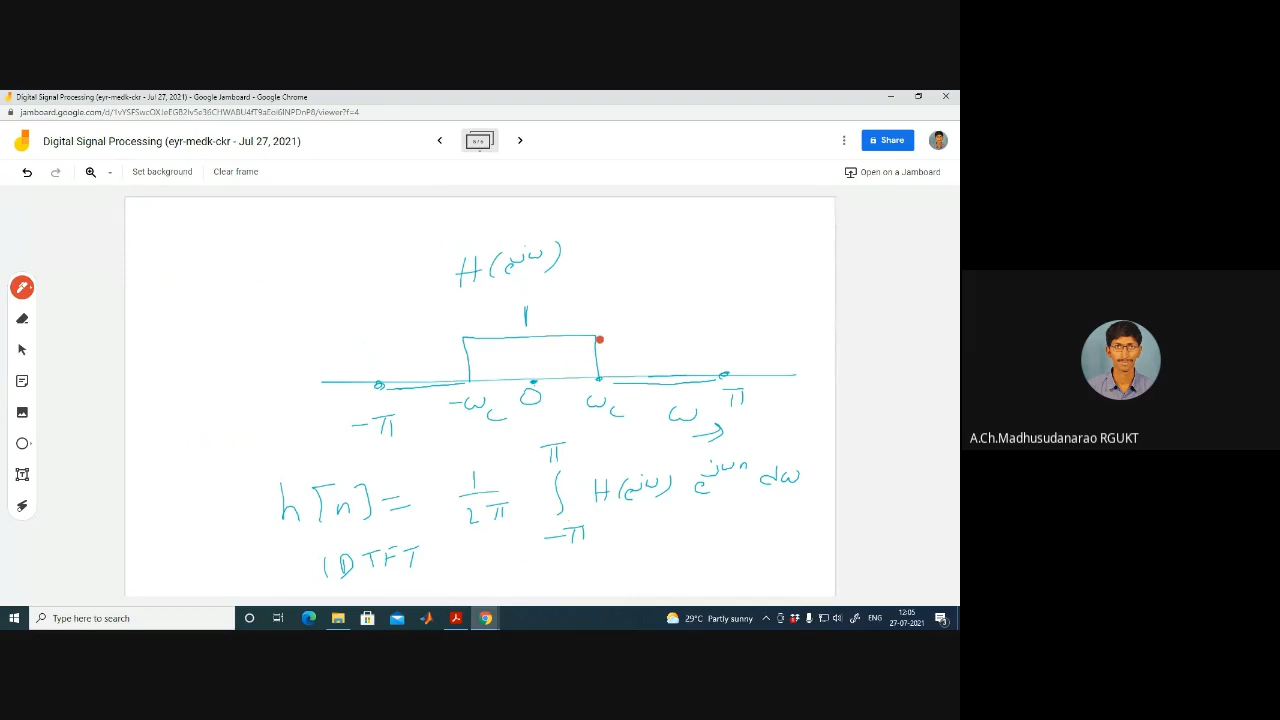 Digital Signal Processing (eyr-medk-ckr - Jul 27, 2021) - Google Jamboard - Google Chrome
Digital Signal Processing (eyr-medk-ckr - Jul 27, 2021)
Share
Set background
Clear frame
Open on a Jamboard
H(e^jω)
1
-π -ωc 0 ωc ω → π
h[n] = 1/2π ∫ π -π H(e^jω) e^jωn dω
IDTFT
A.Ch.Madhusudanarao RGUKT
Type here to search
29°C Partly sunny
ENG
12:05
27-07-2021